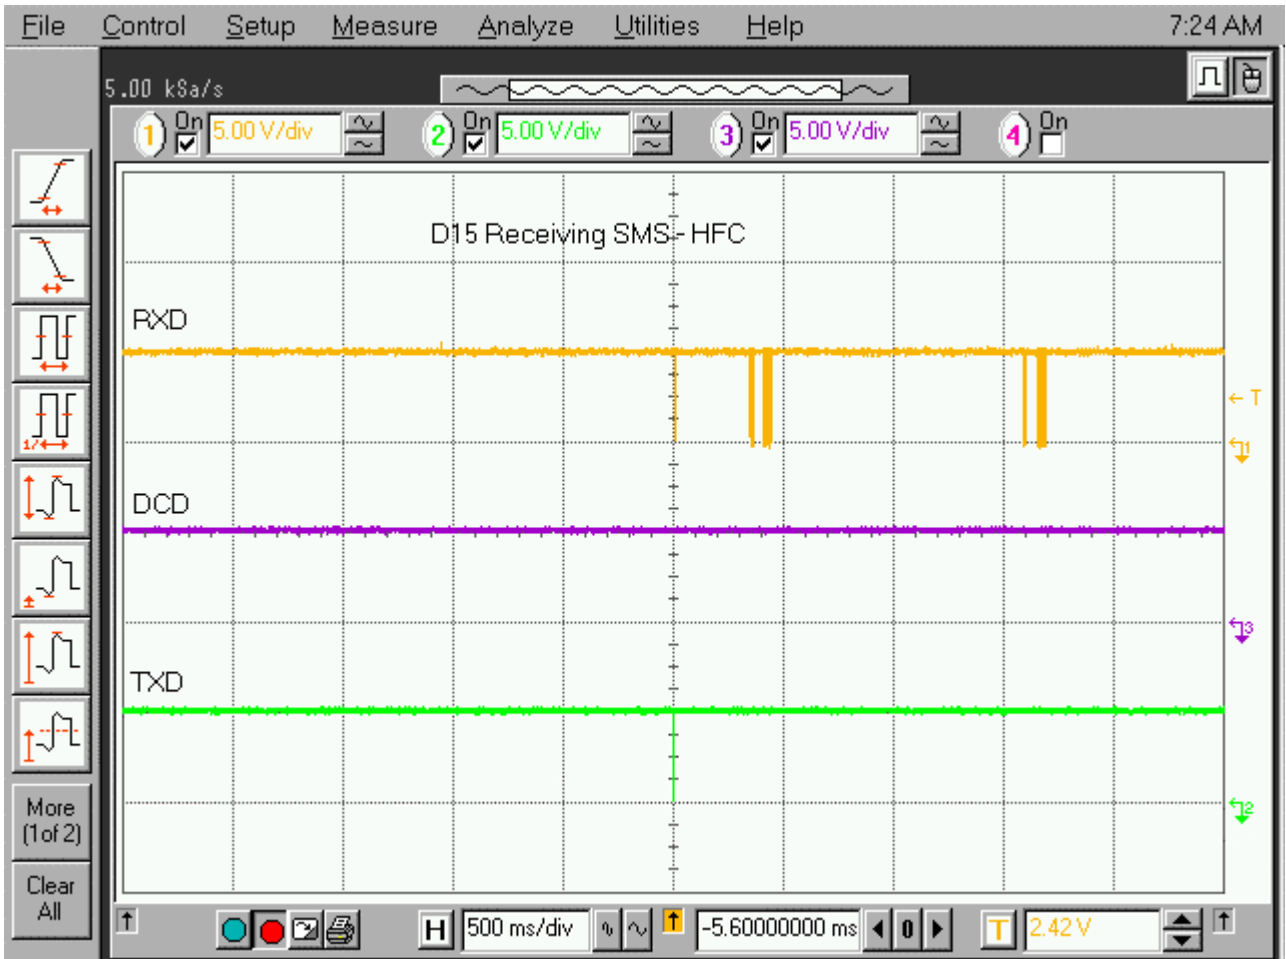 File Control Setup Measure Analyze Utilities Help 7:24 AM
5.00 kSa/s
1 On 5.00 V/div 2 On 5.00 V/div 3 On 5.00 V/div 4 On
D15 Receiving SMS - HFC
RXD
T
1
DCD
3
TXD
2
More
(1 of 2)
Clear
All
H 500 ms/div -5.60000000 ms 0 T 2.42 V